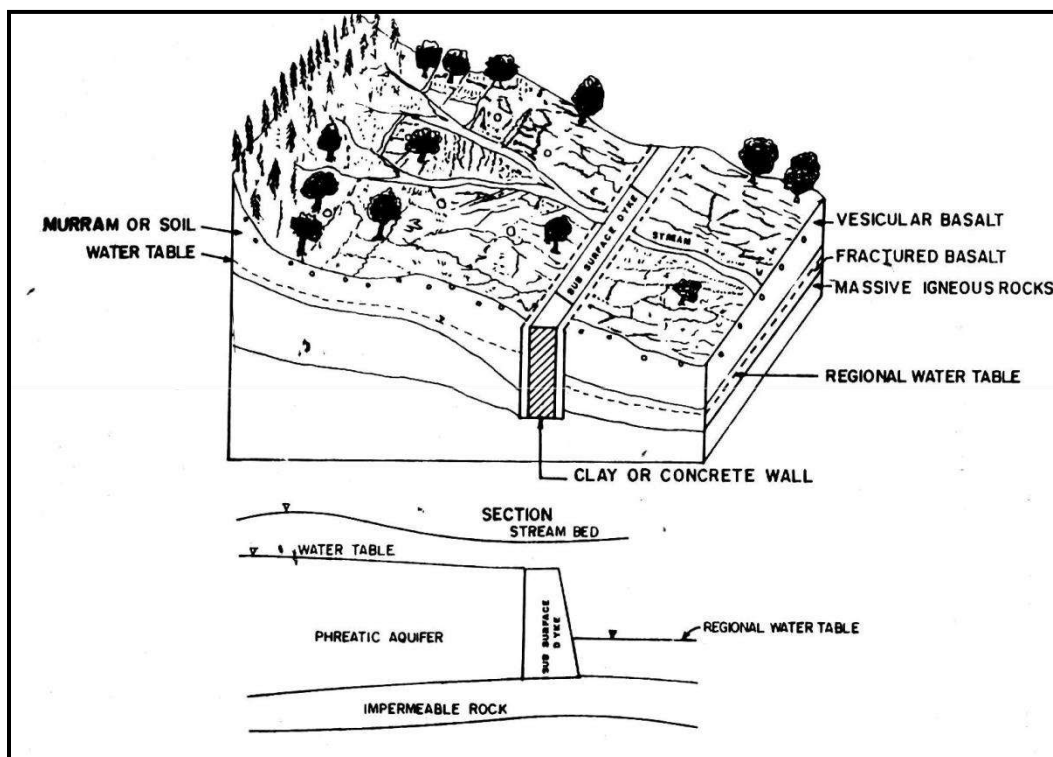 MURRAM OR SOIL
WATER TABLE
SUB SURFACE DYKE
STREAM
VESICULAR BASALT
FRACTURED BASALT
MASSIVE IGNEOUS ROCKS
REGIONAL WATER TABLE
CLAY OR CONCRETE WALL
SECTION
STREAM BED
WATER TABLE
PHREATIC AQUIFER
SUB SURFACE
DYKE
REGIONAL WATER TABLE
IMPERMEABLE ROCK